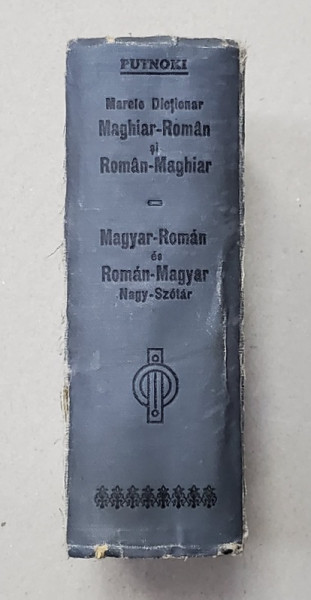 PUTNOKI
Marele Dicționar
Maghiar-Român
și
Român-Maghiar
Magyar-Román
és
Román-Magyar
Nagy-Szótár